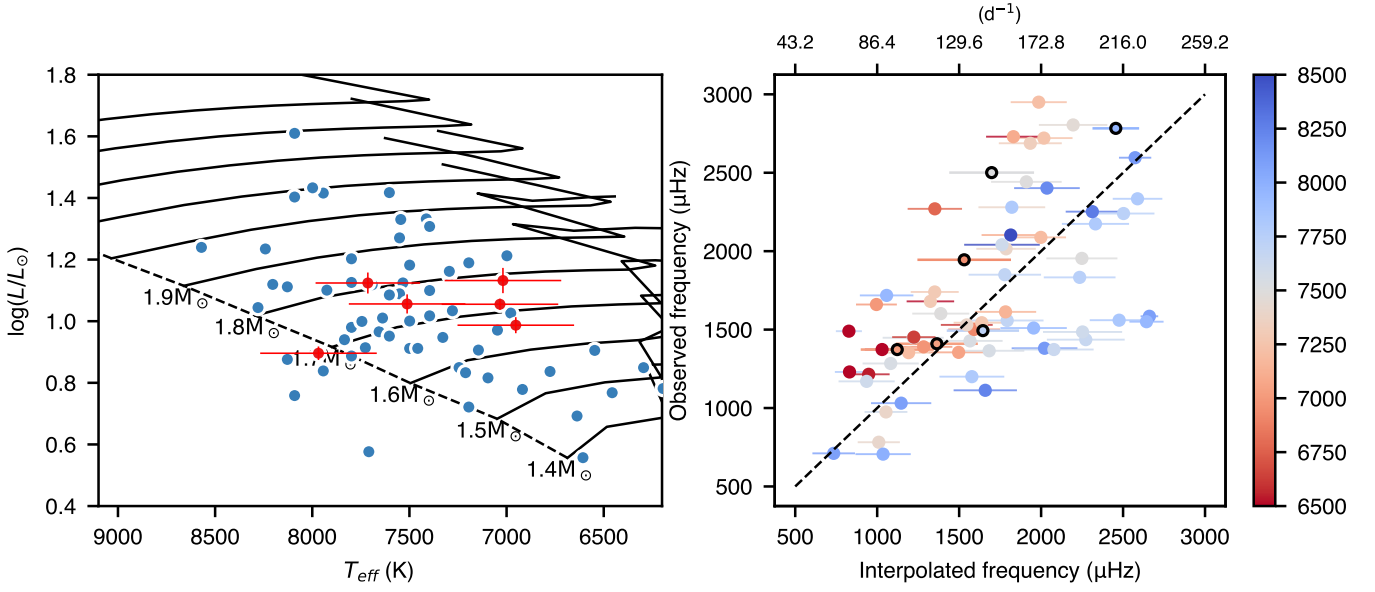 1.8
1.6
1.4
1.2
1.0
0.8
0.6
0.4
log(L/L⊙)
9000 8500 8000 7500 7000 6500
T_eff (K)
1.9M⊙
1.8M⊙
1.7M⊙
1.6M⊙
1.5M⊙
1.4M⊙
(d⁻¹)
43.2 86.4 129.6 172.8 216.0 259.2
3000
2500
2000
1500
1000
500
Observed frequency (μHz)
500 1000 1500 2000 2500 3000
Interpolated frequency (μHz)
8500
8250
8000
7750
7500
7250
7000
6750
6500